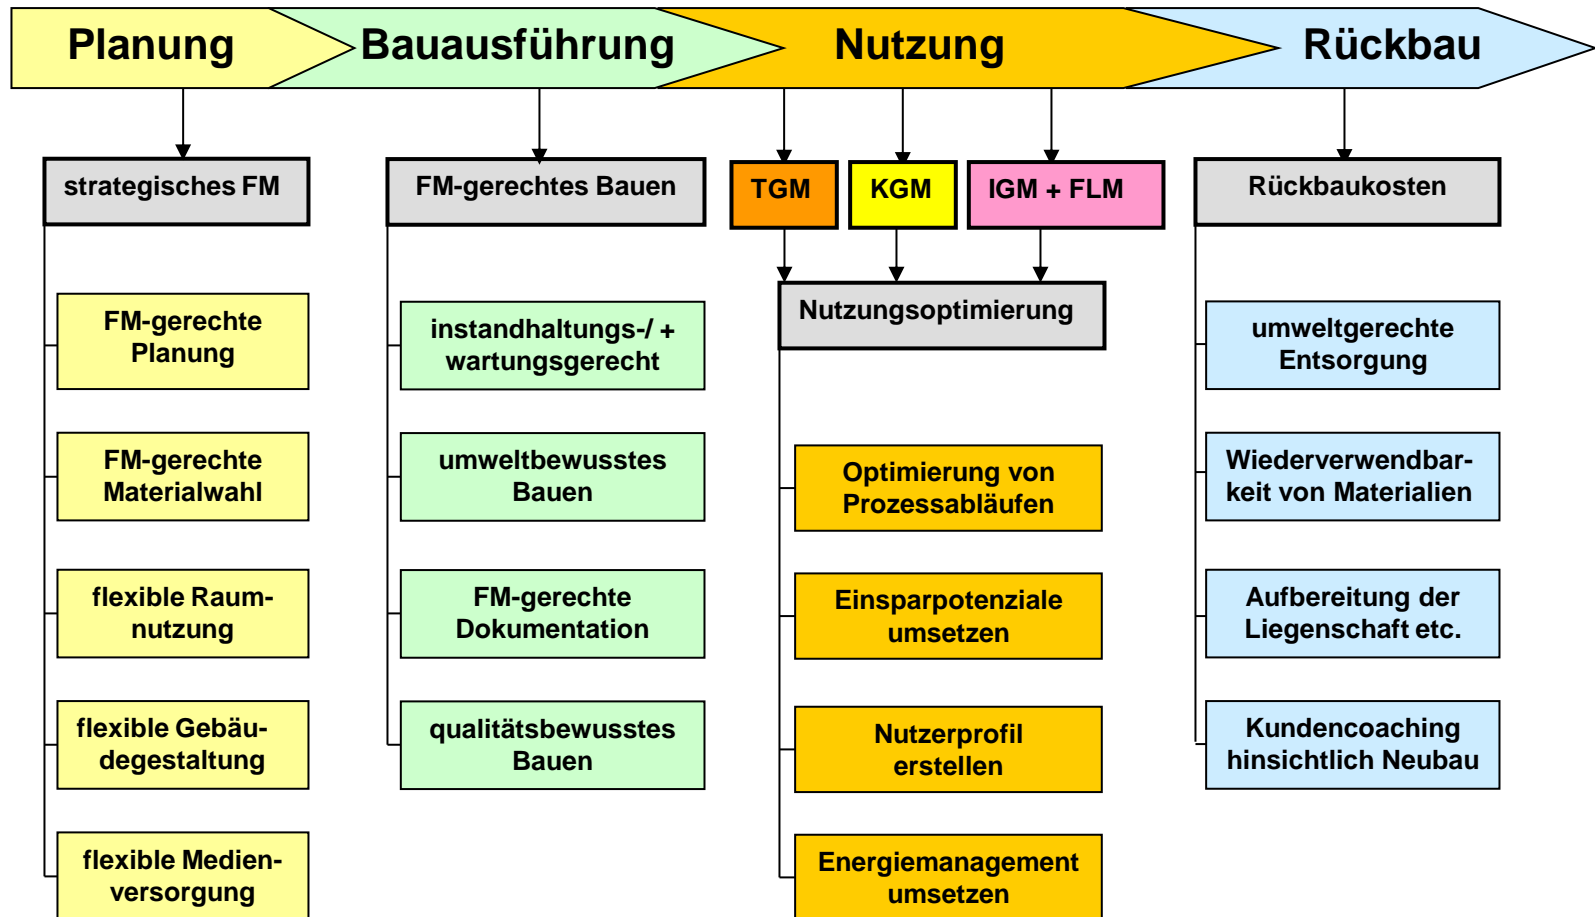 Planung
Bauausführung
Nutzung
Rückbau
strategisches FM
FM-gerechte
Planung
FM-gerechte
Materialwahl
flexible Raum-
nutzung
flexible Gebäu-
degestaltung
flexible Medien-
versorgung
FM-gerechtes Bauen
instandhaltungs-/ +
wartungsgerecht
umweltbewusstes
Bauen
FM-gerechte
Dokumentation
qualitätsbewusstes
Bauen
TGM
KGM
IGM + FLM
Nutzungsoptimierung
Optimierung von
Prozessabläufen
Einsparpotenziale
umsetzen
Nutzerprofil
erstellen
Energiemanagement
umsetzen
Rückbaukosten
umweltgerechte
Entsorgung
Wiederverwendbar-
keit von Materialien
Aufbereitung der
Liegenschaft etc.
Kundencoaching
hinsichtlich Neubau